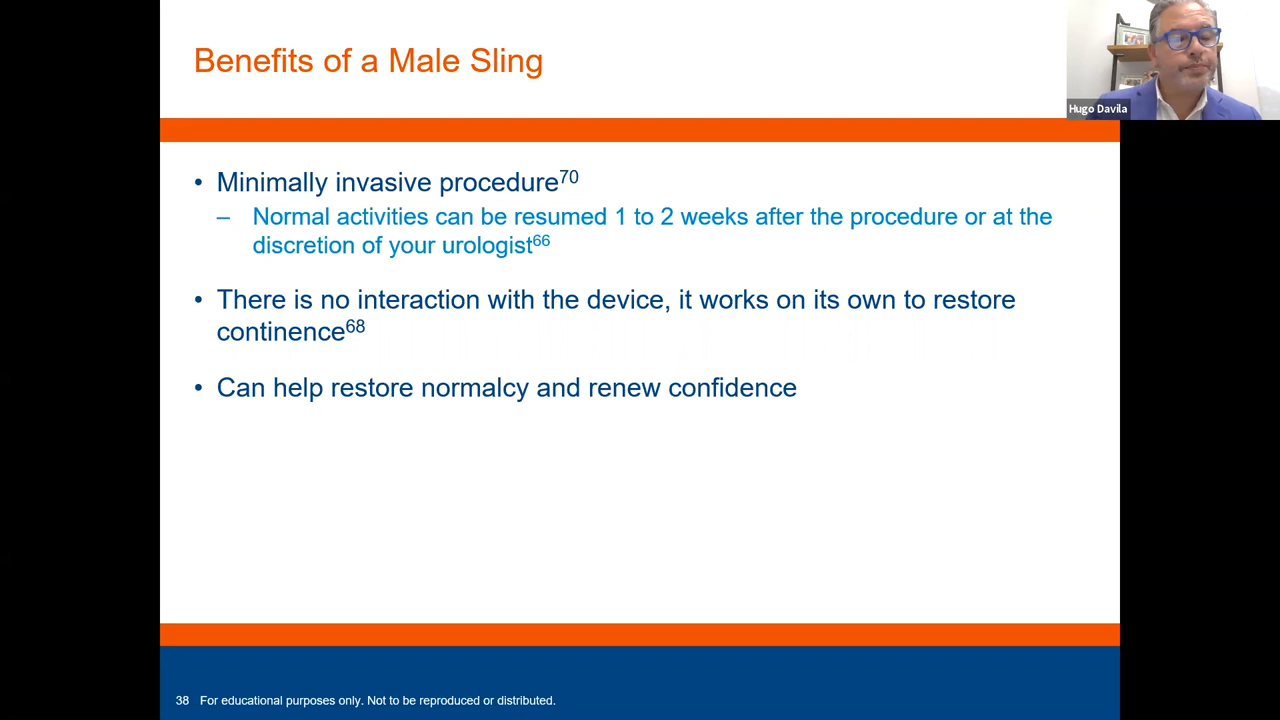 Benefits of a Male Sling
Hugo Davila
• Minimally invasive procedure70
– Normal activities can be resumed 1 to 2 weeks after the procedure or at the
discretion of your urologist66
• There is no interaction with the device, it works on its own to restore
continence68
• Can help restore normalcy and renew confidence
38 For educational purposes only. Not to be reproduced or distributed.